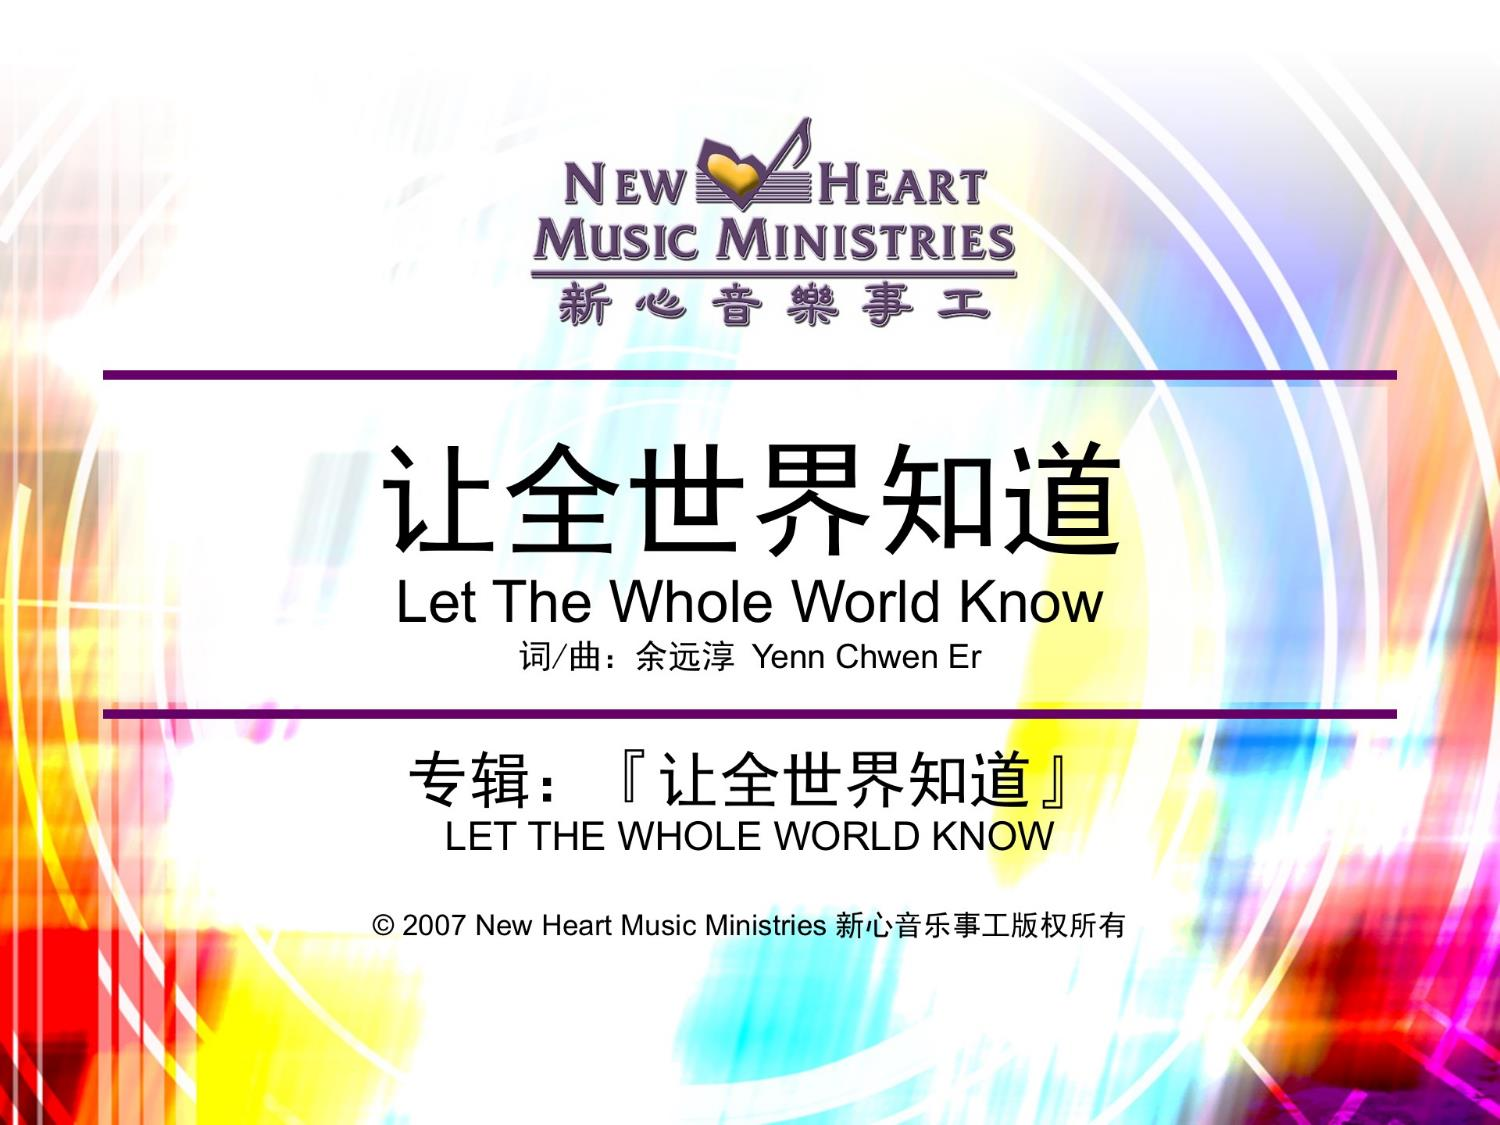 NEW HEART
MUSIC MINISTRIES
新心音樂事工
让全世界知道
Let The Whole World Know
词/曲：余远淳 Yenn Chwen Er
专辑：『让全世界知道』
LET THE WHOLE WORLD KNOW
© 2007 New Heart Music Ministries 新心音乐事工版权所有